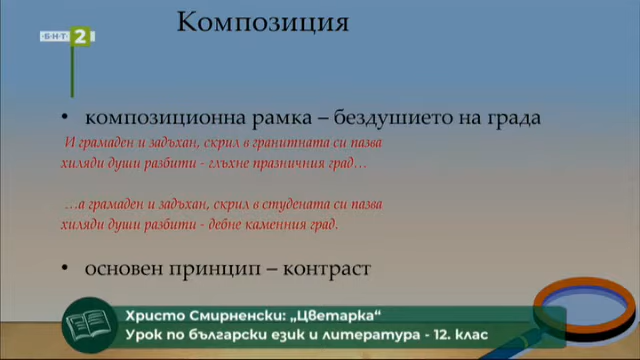 Композиция
БНТ 2
• композиционна рамка – бездушието на града
И грамаден и задъхан, скрил в гранитната си пазва
хиляди души разбити - глъхне празничния град…
…а грамаден и задъхан, скрил в студената си пазва
хиляди души разбити - дебне каменния град.
• основен принцип – контраст
Христо Смирненски: „Цветарка“
Урок по български език и литература - 12. клас